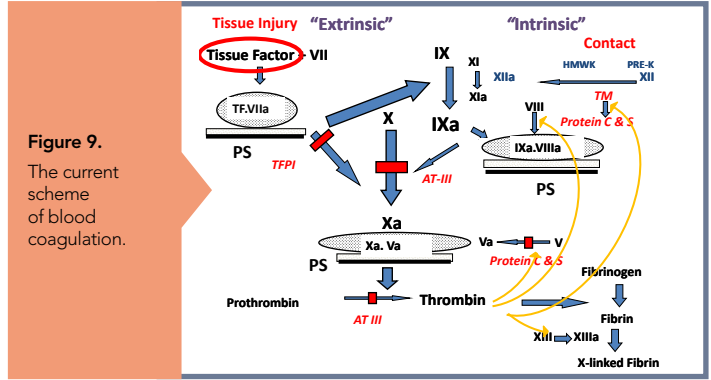 Figure 9.
The current
scheme
of blood
coagulation.
Tissue Injury
“Extrinsic”
“Intrinsic”
Contact
Tissue Factor - VII
IX
XI
XIa
XIIa
HMWK
PRE-K
XII
TM
Protein C & S
TF.VIIa
PS
TFPI
X
IXa
VIII
IXa.VIIIa
PS
AT-III
Xa
Xa. Va
PS
Va
V
Protein C & S
Prothrombin
AT III
Thrombin
Fibrinogen
Fibrin
XIII
XIIIa
X-linked Fibrin